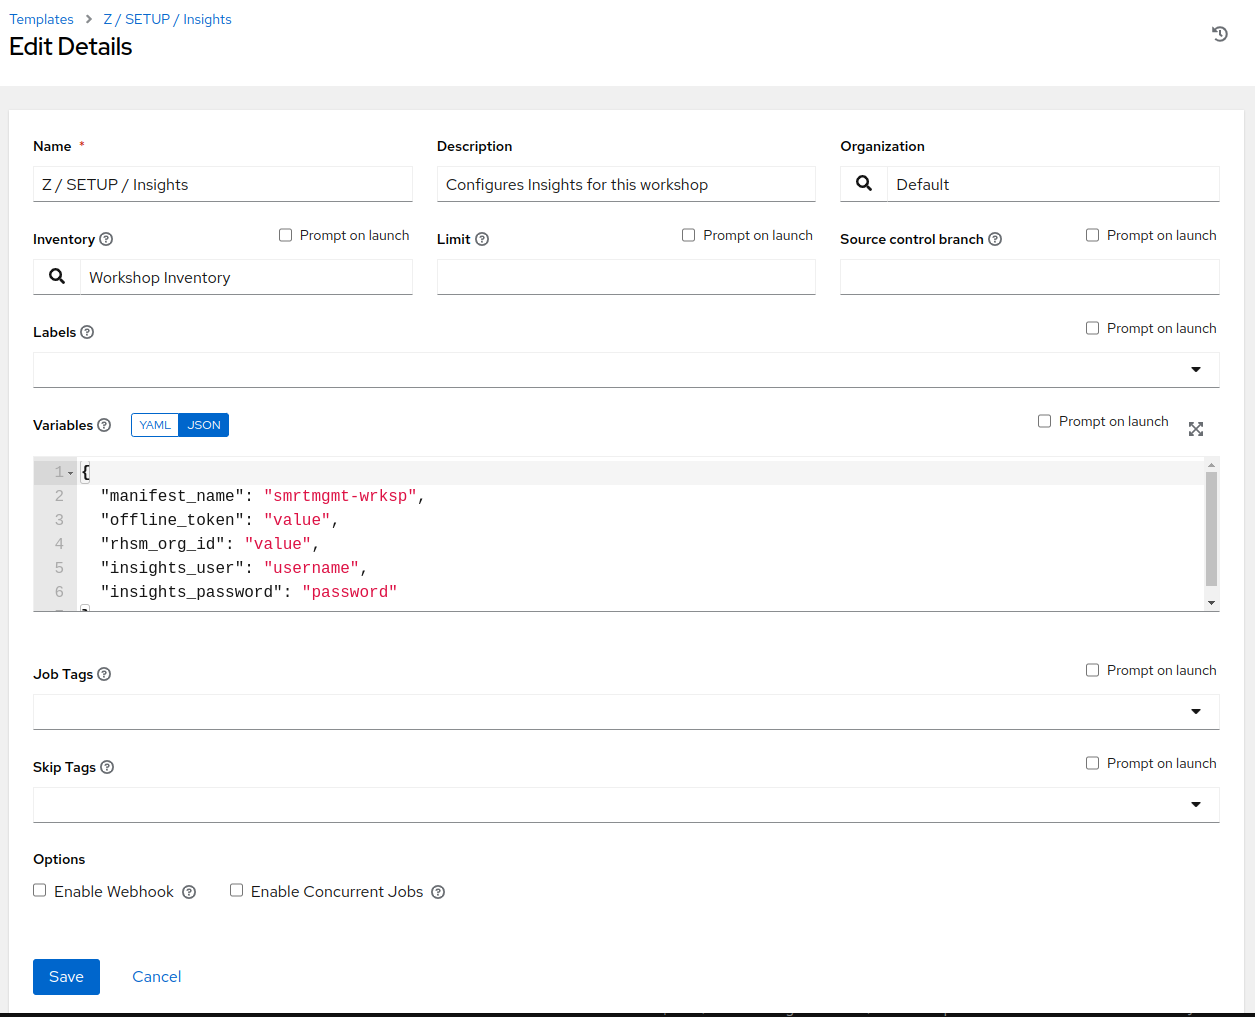 Templates > Z / SETUP / Insights
Edit Details
Name * Description Organization
Z / SETUP / Insights Configures Insights for this workshop Default
Inventory Prompt on launch Limit Prompt on launch Source control branch Prompt on launch
Workshop Inventory
Labels Prompt on launch
Variables YAML JSON Prompt on launch
1 {
2 "manifest_name": "smrtmgmt-wrksp",
3 "offline_token": "value",
4 "rhsm_org_id": "value",
5 "insights_user": "username",
6 "insights_password": "password"
Job Tags Prompt on launch
Skip Tags Prompt on launch
Options
Enable Webhook Enable Concurrent Jobs
Save Cancel